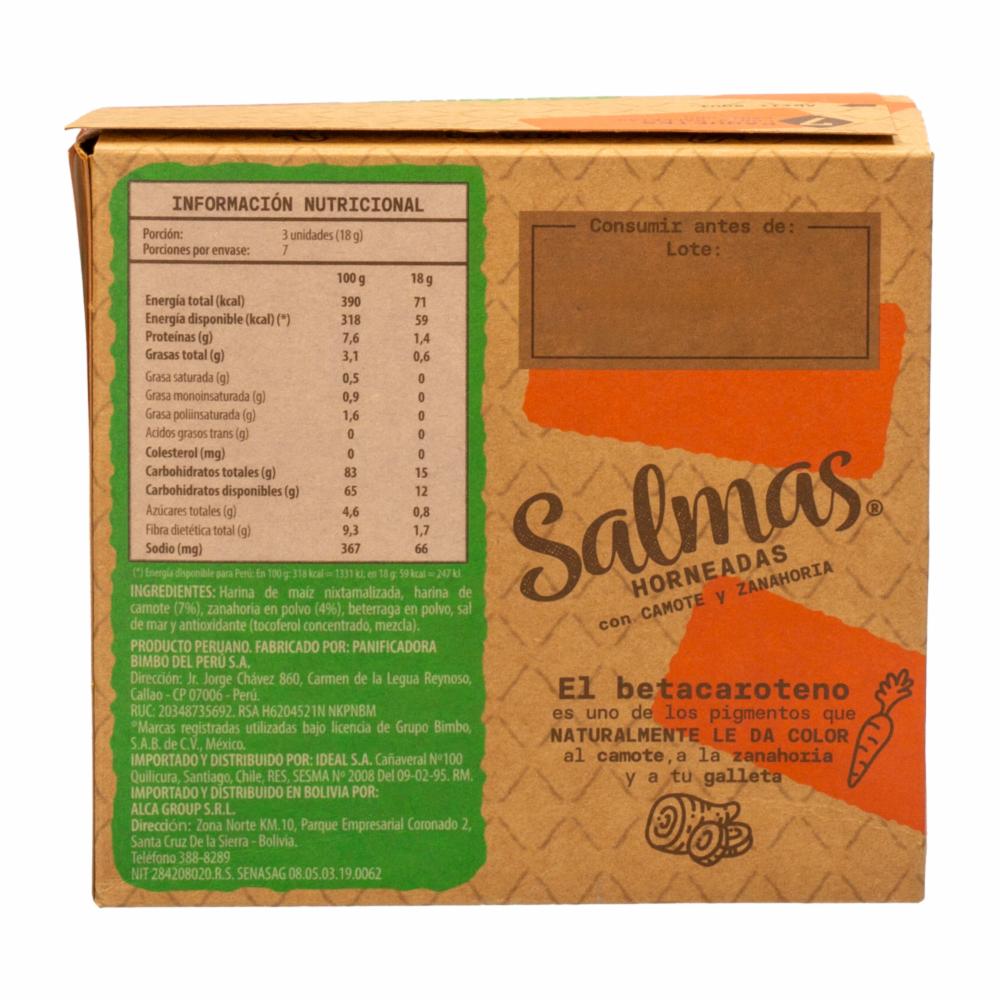 INFORMACIÓN NUTRICIONAL
Porción: 3 unidades (18 g)
Porciones por envase: 7
100 g 18 g
Energía total (kcal) 390 71
Energía disponible (kcal) (*) 318 59
Proteínas (g) 7,6 1,4
Grasas total (g) 3,1 0,6
Grasa saturada (g) 0,5 0
Grasa monoinsaturada (g) 0,9 0
Grasa poliinsaturada (g) 1,6 0
Acidos grasos trans (g) 0 0
Colesterol (mg) 0 0
Carbohidratos totales (g) 83 15
Carbohidratos disponibles (g) 65 12
Azúcares totales (g) 4,6 0,8
Fibra dietética total (g) 9,3 1,7
Sodio (mg) 367 66
(*) Energía disponible para Perú: En 100 g: 318 kcal = 1331 kJ, en 18 g: 59 kcal = 247 kJ
INGREDIENTES: Harina de maíz nixtamalizada, harina de
camote (7%), zanahoria en polvo (4%), beterraga en polvo, sal
de mar y antioxidante (tocoferol concentrado, mezcla).
PRODUCTO PERUANO. FABRICADO POR: PANIFICADORA
BIMBO DEL PERÚ S.A.
Dirección: Jr. Jorge Chávez 860, Carmen de la Legua Reynoso,
Callao - CP 07006 - Perú.
RUC: 20348735692. RSA H6204521N NKPNBM
®Marcas registradas utilizadas bajo licencia de Grupo Bimbo,
S.A.B. de C.V., México.
IMPORTADO Y DISTRIBUIDO POR: IDEAL S.A. Cañaveral Nº100
Quilicura, Santiago, Chile, RES, SESMA Nº 2008 Del 09-02-95. RM.
IMPORTADO Y DISTRIBUIDO EN BOLIVIA POR:
ALCA GROUP S.R.L.
Dirección: Zona Norte KM.10, Parque Empresarial Coronado 2,
Santa Cruz De la Sierra - Bolivia.
Teléfono 388-8289
NIT 284208020.R.S. SENASAG 08.05.03.19.0062
Consumir antes de:
Lote:
Salmas®
HORNEADAS
con CAMOTE Y ZANAHORIA
El betacaroteno
es uno de los pigmentos que
NATURALMENTE LE DA COLOR
al camote, a la zanahoria
y a tu galleta